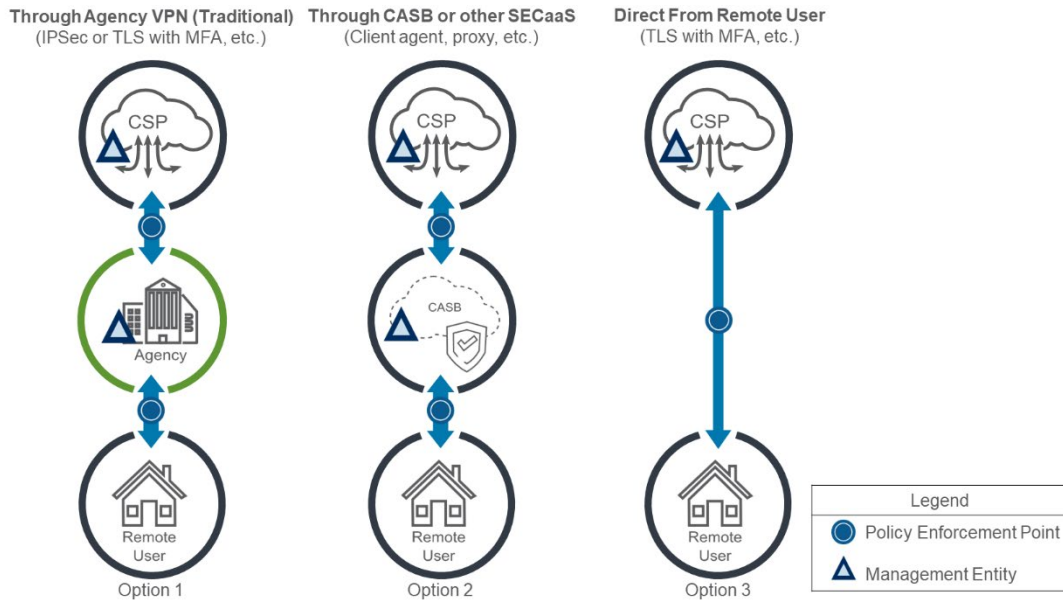 Through Agency VPN (Traditional)
(IPSec or TLS with MFA, etc.)
CSP
Agency
Remote
User
Option 1
Through CASB or other SECaaS
(Client agent, proxy, etc.)
CSP
CASB
Remote
User
Option 2
Direct From Remote User
(TLS with MFA, etc.)
CSP
Remote
User
Option 3
Legend
Policy Enforcement Point
Management Entity